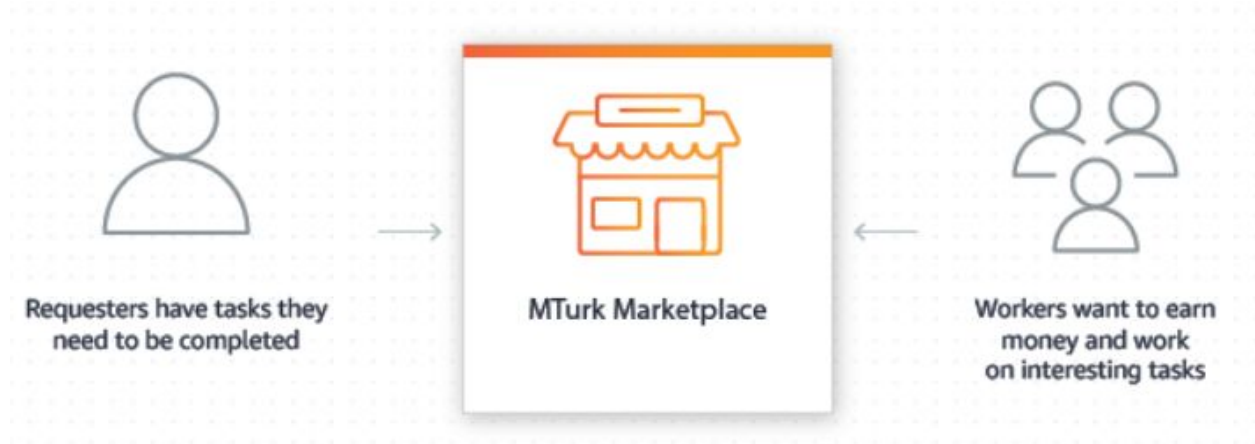 Requesters have tasks they
need to be completed
MTurk Marketplace
Workers want to earn
money and work
on interesting tasks